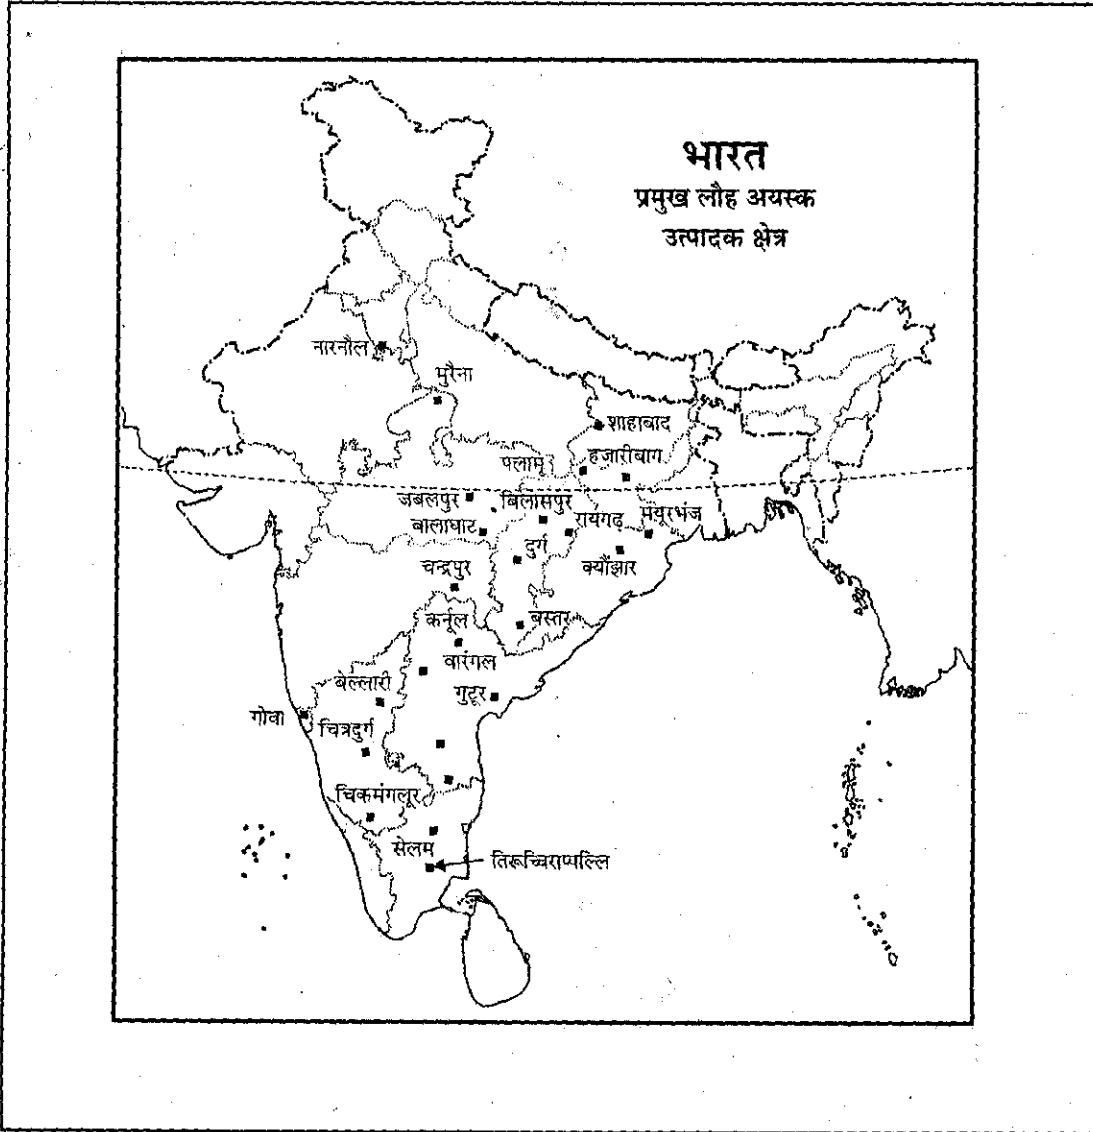 भारत
प्रमुख लौह अयस्क
उत्पादक क्षेत्र
नारनौल
मुरैना
शाहाबाद
पलामू
हजारीबाग
जबलपुर
बिलासपुर
रायगढ़
मयूरभंज
बालाघाट
दुर्ग
चन्द्रपुर
क्योंझार
कर्नूल
बस्तर
वारंगल
बेल्लारी
गुटूर
गोवा
चित्रदुर्ग
चिकमंगलूर
सेलम
तिरूच्चिराप्पल्लि